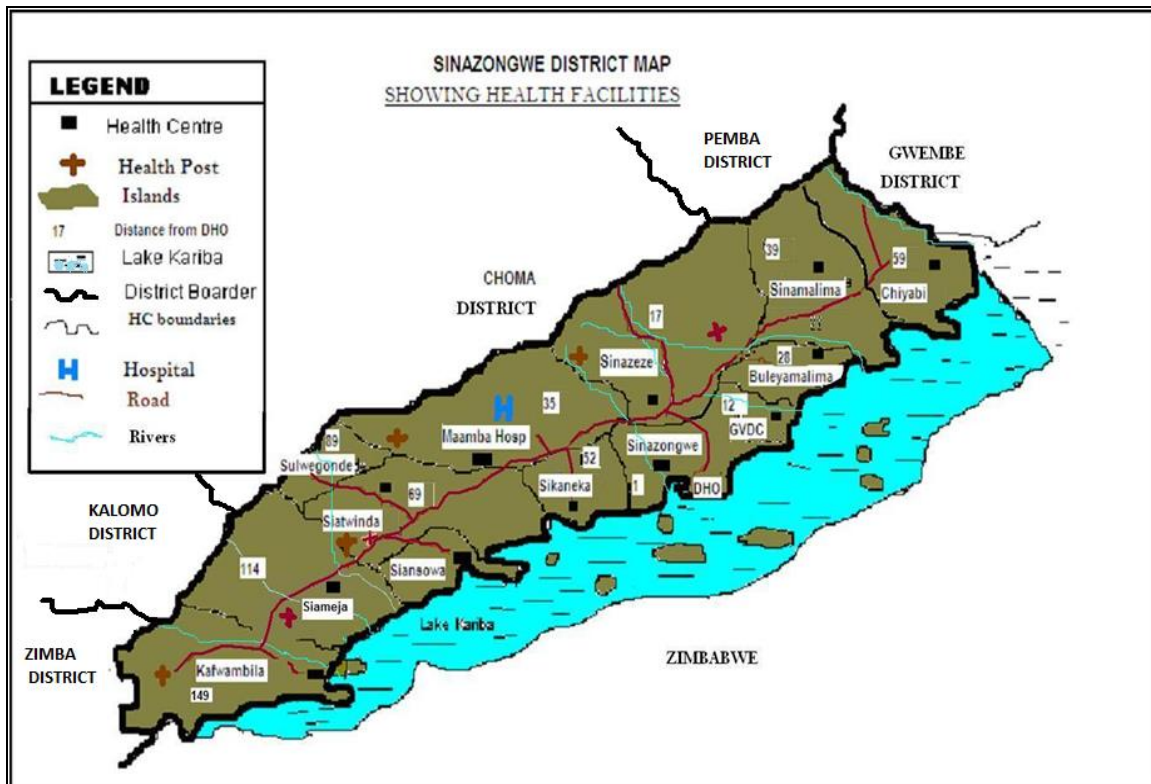 SINAZONGWE DISTRICT MAP
SHOWING HEALTH FACILITIES
LEGEND
Health Centre
Health Post
Islands
17 Distance from DHO
Lake Kariba
District Boarder
HC boundaries
H Hospital
Road
Rivers
PEMBA
DISTRICT
GWEMBE
DISTRICT
CHOMA
DISTRICT
KALOMO
DISTRICT
ZIMBA
DISTRICT
ZIMBABWE
Lake Kariba
39
Sinamalima
59
Chiyabi
17
Sinazeze
28
Buleyamalima
12
GVDC
H
35
Maamba Hosp
Sinazongwe
1
DHO
52
Sikaneka
89
Sulwegonde
69
Siatwinda
Siansowa
114
Siameja
Kafwambila
149